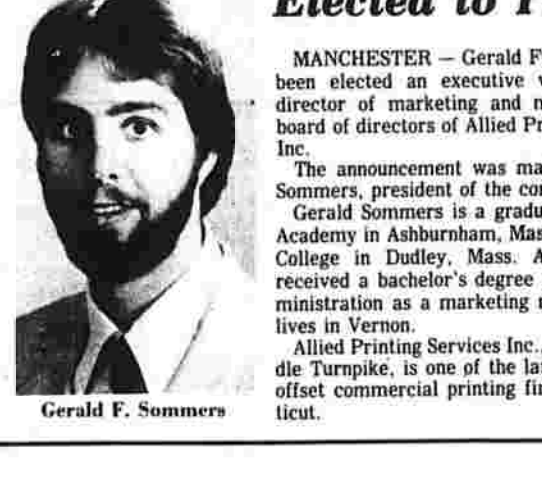 Elected to
MANCHESTER — Gerald F
been elected an executive
director of marketing and
board of directors of Allied Pr
Inc.
The announcement was ma
Sommers, president of the cor
Gerald Sommers is a gradu
Academy in Ashburnham, Mas
College in Dudley, Mass. A
received a bachelor's degree
ministration as a marketing
lives in Vernon.
Allied Printing Services Inc.,
dle Turnpike, is one of the la
offset commercial printing fir
ticut.
Gerald F. Sommers